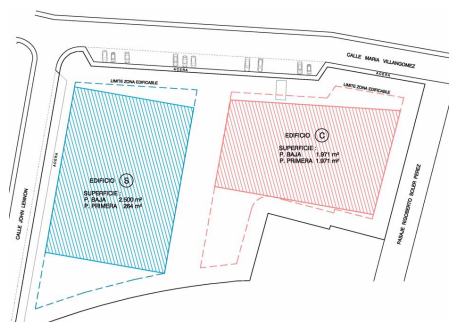 CALLE MARIA VILLANGOMEZ
ACERA
ACERA
LIMITE ZONA EDIFICABLE
LIMITE ZONA EDIFICABLE
EDIFICIO S
SUPERFICIE :
P. BAJA 2.500 m²
P. PRIMERA 264 m²
EDIFICIO C
SUPERFICIE :
P. BAJA 1.971 m²
P. PRIMERA 1.971 m²
ACERA
CALLE JOHN LENNON
PASAJE RIGOBERTO SOLER PEREZ